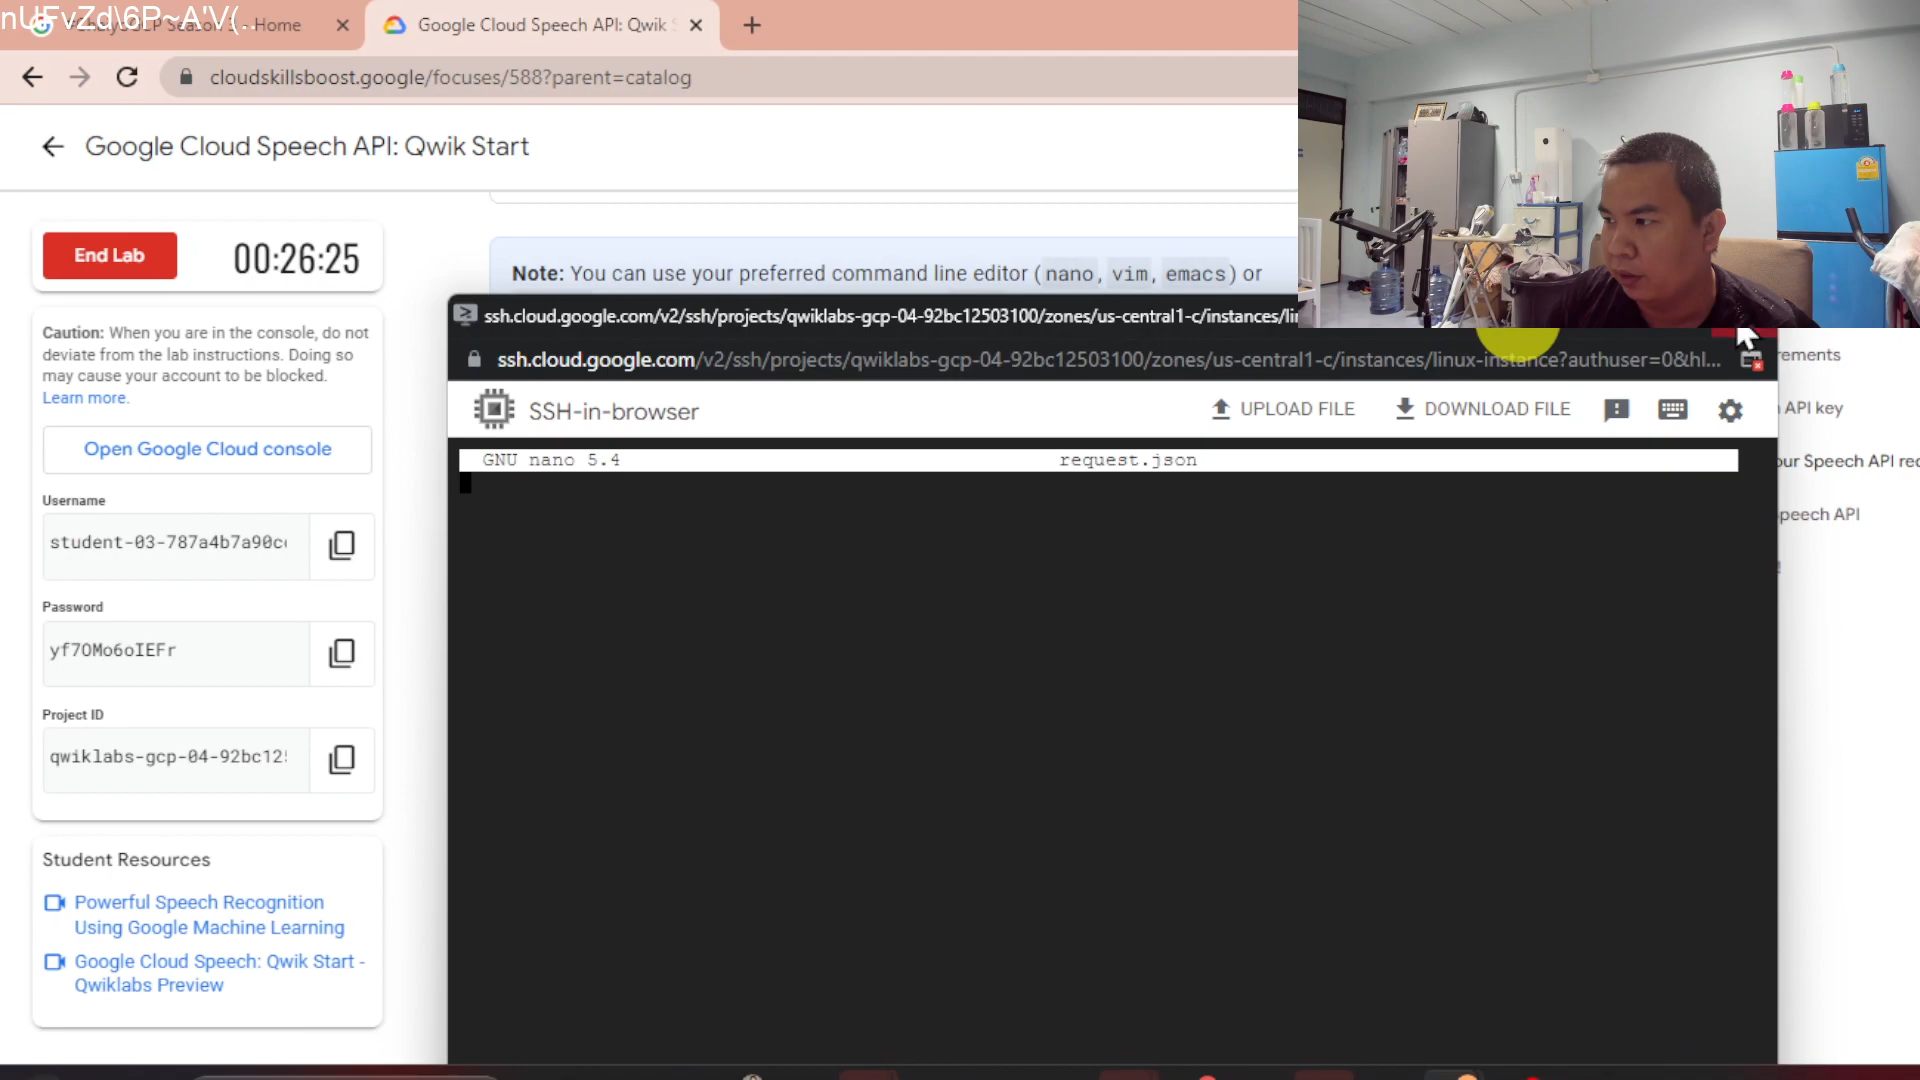 nUFvZd\6P~A'V(..
Home
Google Cloud Speech API: Qwik
cloudskillsboost.google/focuses/588?parent=catalog
Google Cloud Speech API: Qwik Start
End Lab
00:26:25
Caution: When you are in the console, do not
deviate from the lab instructions. Doing so
may cause your account to be blocked.
Learn more.
Open Google Cloud console
Username
student-03-787a4b7a90c
Password
yf7OMo6oIEFr
Project ID
qwiklabs-gcp-04-92bc12
Student Resources
Powerful Speech Recognition
Using Google Machine Learning
Google Cloud Speech: Qwik Start -
Qwiklabs Preview
Note: You can use your preferred command line editor (nano, vim, emacs) or
ssh.cloud.google.com/v2/ssh/projects/qwiklabs-gcp-04-92bc12503100/zones/us-central1-c/instances/li
ssh.cloud.google.com/v2/ssh/projects/qwiklabs-gcp-04-92bc12503100/zones/us-central1-c/instances/linux-instance?authuser=0&hl...
SSH-in-browser
UPLOAD FILE
DOWNLOAD FILE
GNU nano 5.4
request.json
rements
API key
our Speech API rec
peech API